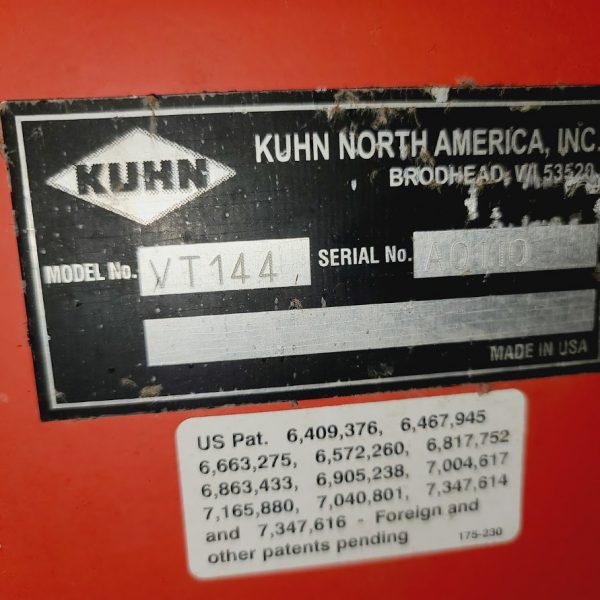 KUHN
KUHN NORTH AMERICA, INC.
BRODHEAD, WI 53520
MODEL No. VT144
SERIAL No. A0110
MADE IN USA
US Pat. 6,409,376, 6,467,945
6,663,275, 6,572,260, 6,817,752
6,863,433, 6,905,238, 7,004,617
7,165,880, 7,040,801, 7,347,614
and 7,347,616 - Foreign and
other patents pending 175-230